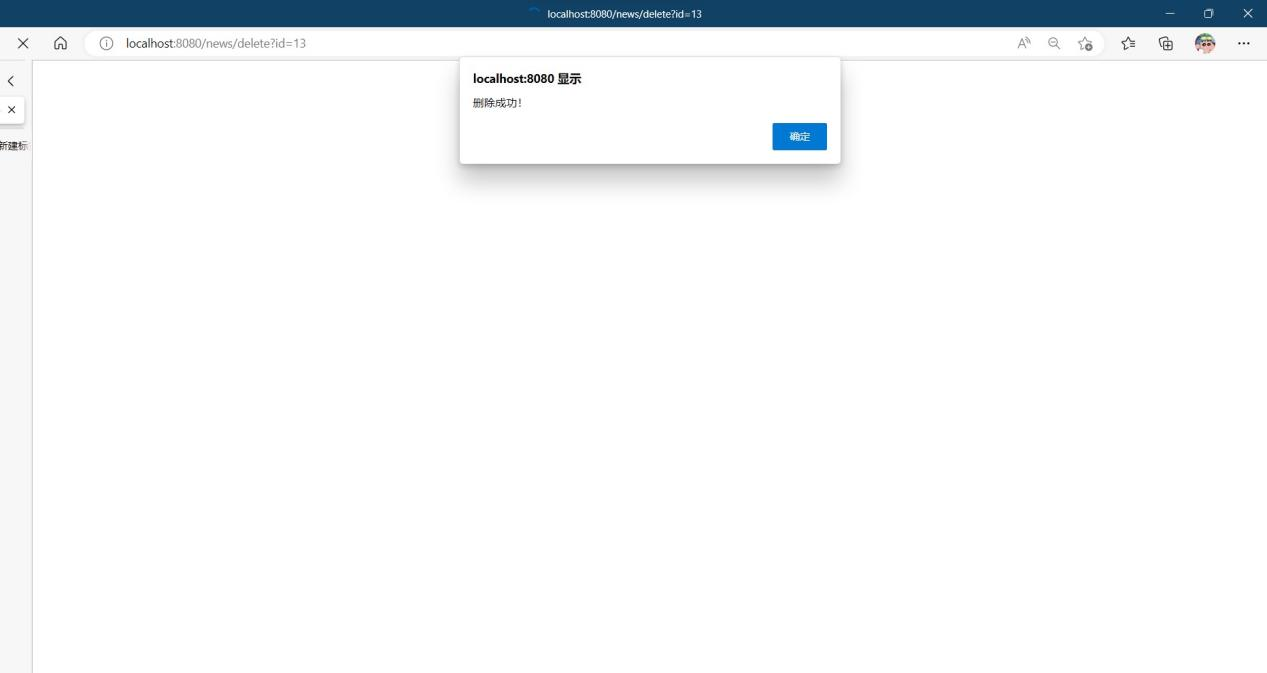 localhost:8080/news/delete?id=13
localhost:8080/news/delete?id=13
localhost:8080 显示
删除成功！
确定
新建标